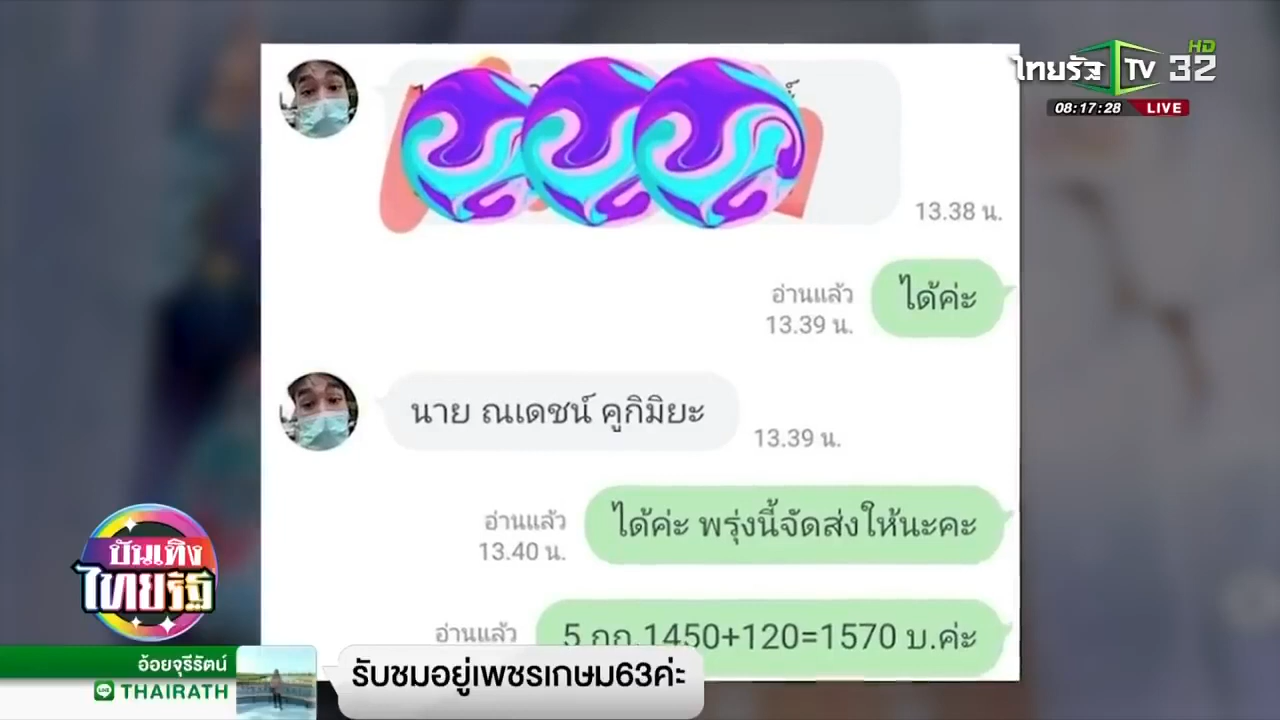 ไทยรัฐ TV HD 32
08:17:28 LIVE
13.38 น.
ได้ค่ะ
อ่านแล้ว
13.39 น.
นาย ณเดชน์ คูกิมิยะ
13.39 น.
ได้ค่ะ พรุ่งนี้จัดส่งให้นะคะ
อ่านแล้ว
13.40 น.
5 กก.1450+120=1570 บ.ค่ะ
อ่านแล้ว
บันเทิง
ไทยรัฐ
อ้อยจุรีรัตน์
LINE THAIRATH
รับชมอยู่เพชรเกษม63ค่ะ